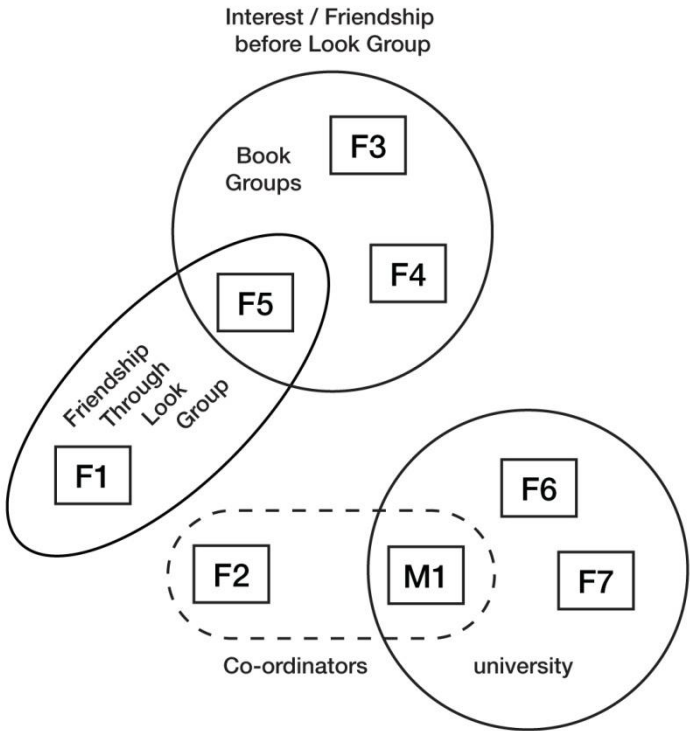 Interest / Friendship
before Look Group
Book
Groups
F3
F4
F5
Friendship
Through
Look
Group
F1
F6
F2
M1
F7
Co-ordinators
university